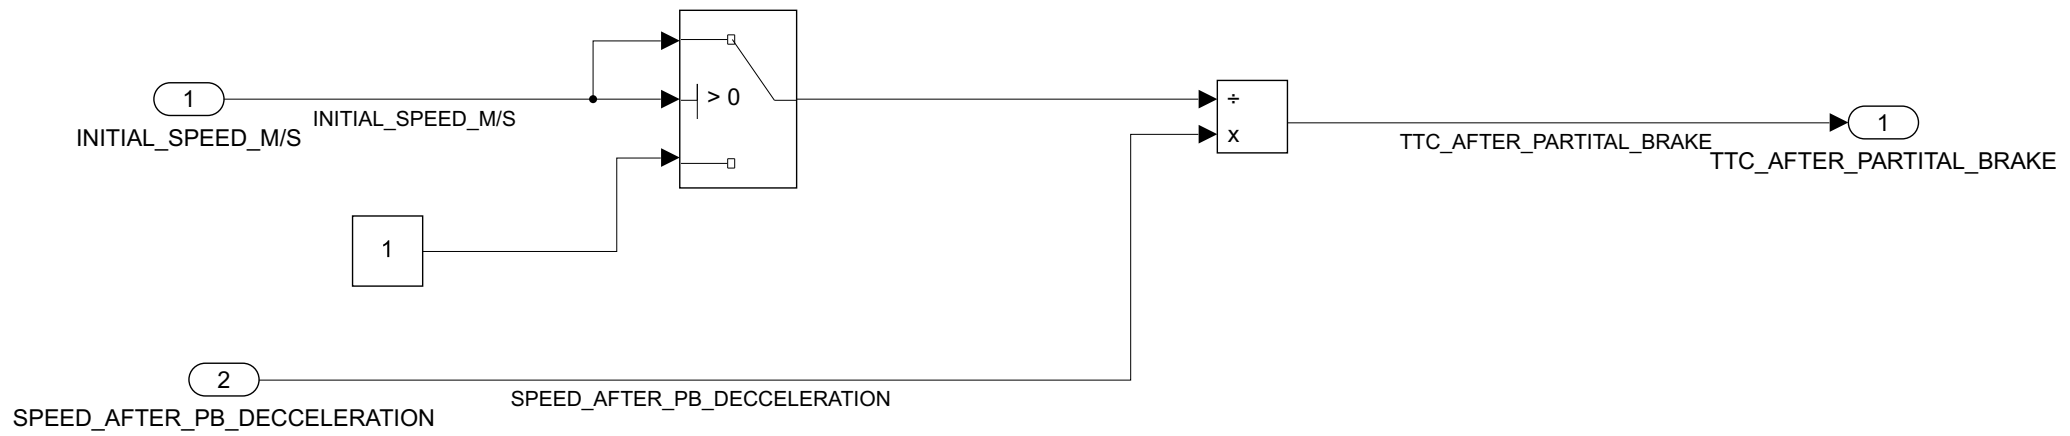 > 0
1
INITIAL_SPEED_M/S
INITIAL_SPEED_M/S
÷
x
1
TTC_AFTER_PARTITAL_BRAKE
TTC_AFTER_PARTITAL_BRAKE
1
2
SPEED_AFTER_PB_DECCELERATION
SPEED_AFTER_PB_DECCELERATION